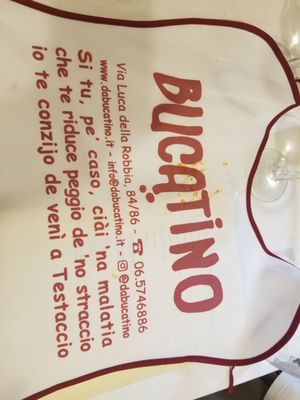 BUCATINO
Via Luca della Robbia, 84/86 - ☎ 06.5746886
www.dabucatino.it - info@dabucatino.it - @dabucatino
Si tu, pe' caso, ciài 'na malatia
che te riduce peggio de 'no straccio
io te conzijo de venì a Testaccio